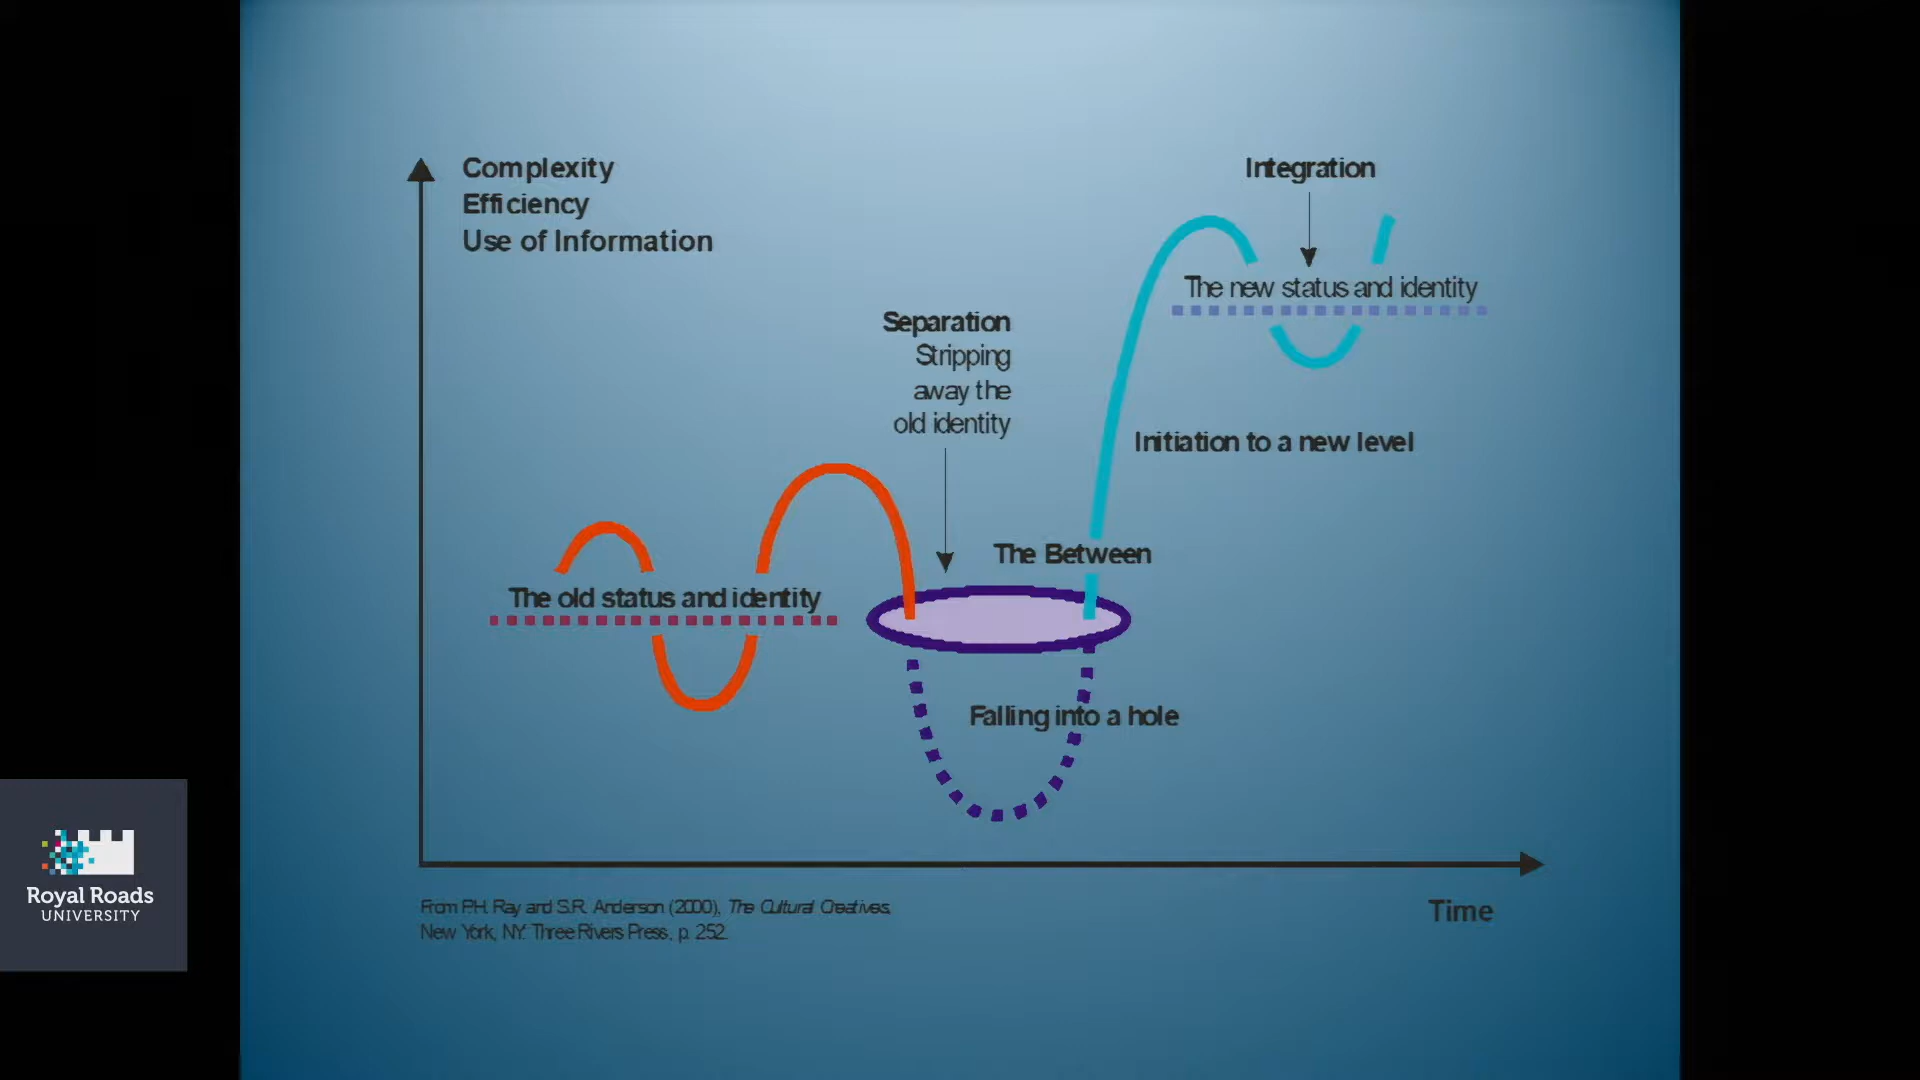 Complexity
Efficiency
Use of Information
Integration
The new status and identity
Separation
Stripping
away the
old identity
Initiation to a new level
The Between
The old status and identity
Falling into a hole
Royal Roads
UNIVERSITY
From P.H. Ray and S.R. Anderson (2000), The Cultural Creatives,
New York, NY: Three Rivers Press, p. 252.
Time